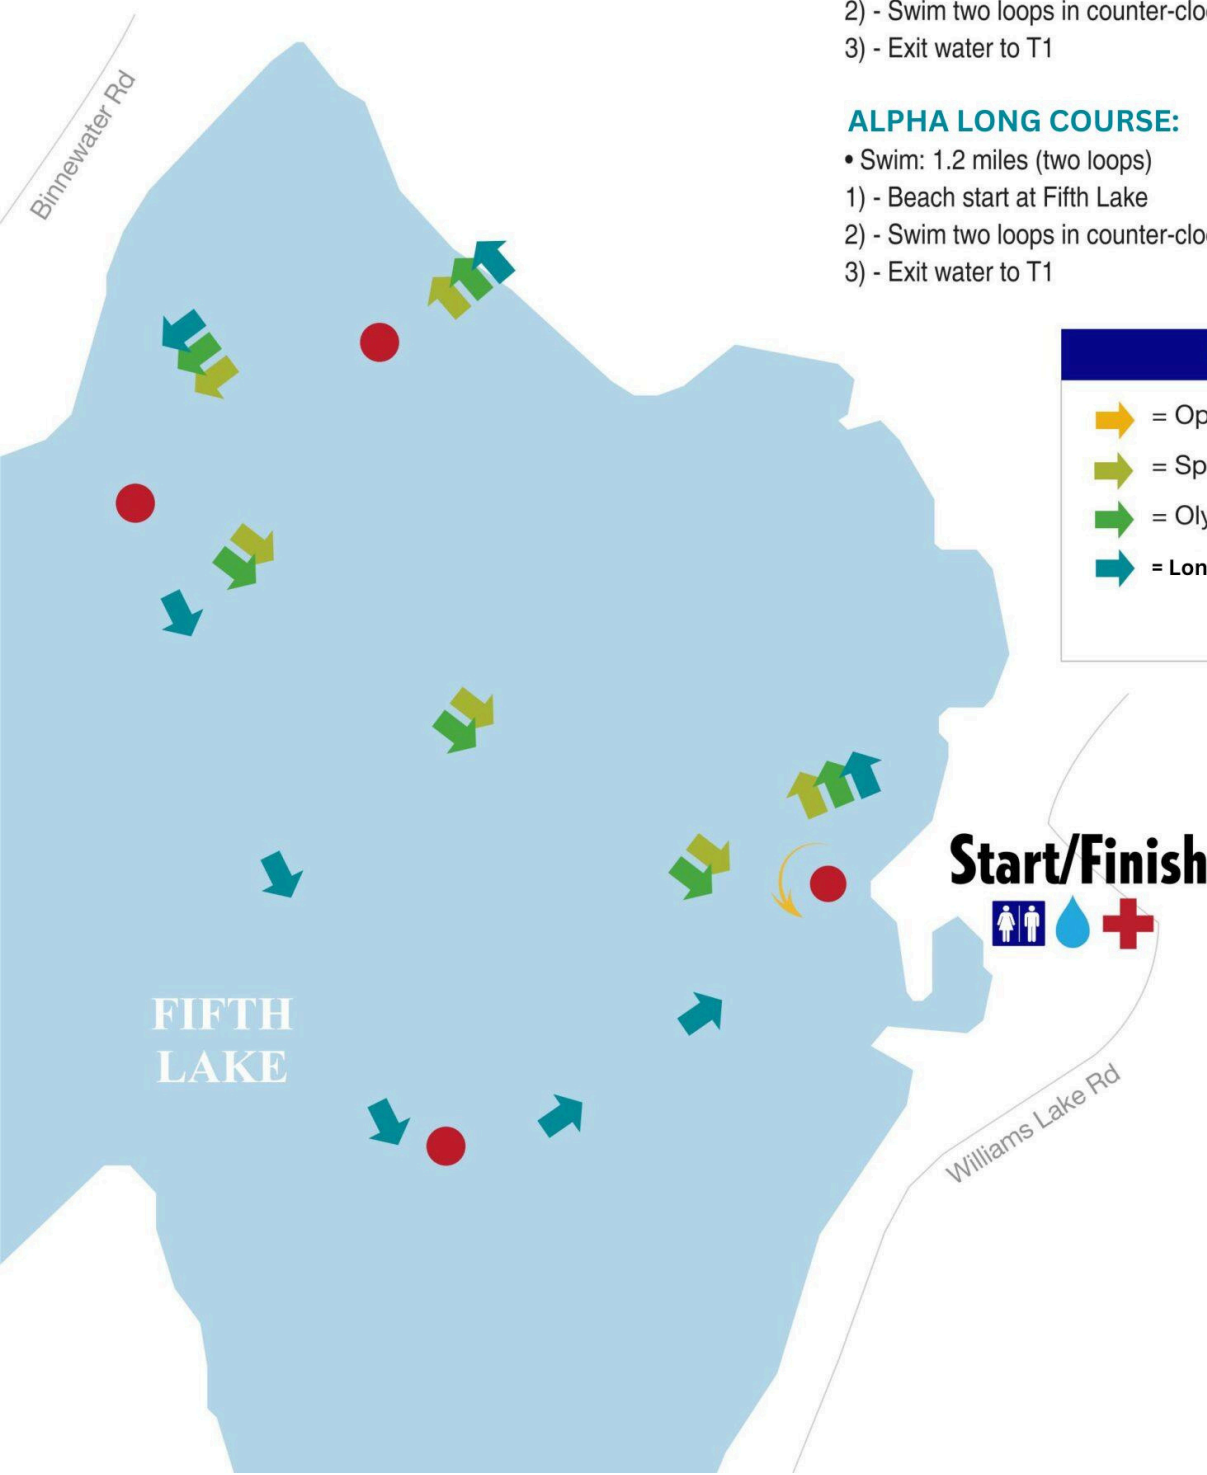 2) - Swim two loops in counter-clo
3) - Exit water to T1
ALPHA LONG COURSE:
• Swim: 1.2 miles (two loops)
1) - Beach start at Fifth Lake
2) - Swim two loops in counter-clo
3) - Exit water to T1
Binnewater Rd
= Op
= Sp
= Oly
= Lon
Start/Finish
FIFTH
LAKE
Williams Lake Rd